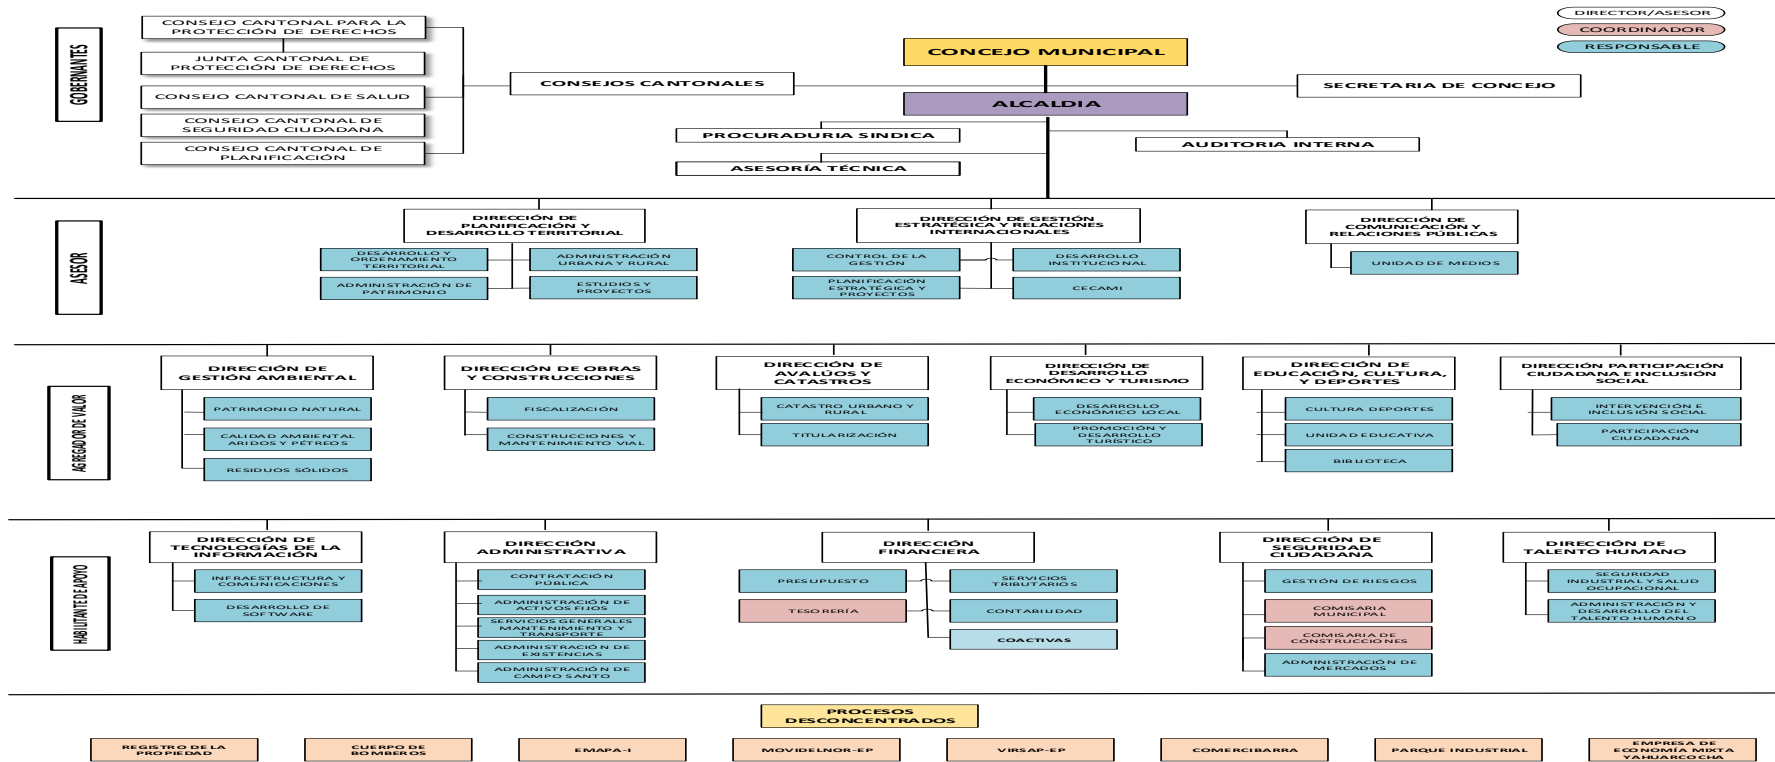 DIRECTOR/ASESOR
COORDINADOR
RESPONSABLE
GOBERNANTES
CONSEJO CANTONAL PARA LA
PROTECCIÓN DE DERECHOS
JUNTA CANTONAL DE
PROTECCIÓN DE DERECHOS
CONSEJO CANTONAL DE SALUD
CONSEJO CANTONAL DE
SEGURIDAD CIUDADANA
CONSEJO CANTONAL DE
PLANIFICACIÓN
CONSEJOS CANTONALES
CONCEJO MUNICIPAL
ALCALDIA
SECRETARIA DE CONCEJO
PROCURADURIA SINDICA
AUDITORIA INTERNA
ASESORÍA TÉCNICA
ASESOR
DIRECCIÓN DE
PLANIFICACIÓN Y
DESARROLLO TERRITORIAL
DESARROLLO Y
ORDENAMIENTO
TERRITORIAL
ADMINISTRACIÓN
URBANA Y RURAL
ADMINISTRACIÓN DE
PATRIMONIO
ESTUDIOS Y
PROYECTOS
DIRECCIÓN DE GESTIÓN
ESTRATÉGICA Y RELACIONES
INTERNACIONALES
CONTROL DE LA
GESTIÓN
DESARROLLO
INSTITUCIONAL
PLANIFICACIÓN
ESTRATÉGICA Y
PROYECTOS
CECAMI
DIRECCIÓN DE
COMUNICACIÓN Y
RELACIONES PÚBLICAS
UNIDAD DE MEDIOS
AGREGADOR DE VALOR
DIRECCIÓN DE
GESTIÓN AMBIENTAL
PATRIMONIO NATURAL
CALIDAD AMBIENTAL
ARIDOS Y PÉTREOS
RESIDUOS SÓLIDOS
DIRECCIÓN DE OBRAS
Y CONSTRUCCIONES
FISCALIZACIÓN
CONSTRUCCIONES Y
MANTENIMIENTO VIAL
DIRECCIÓN DE
AVALÚOS Y
CATASTROS
CATASTRO URBANO Y
RURAL
TITULARIZACIÓN
DIRECCIÓN DE
DESARROLLO
ECONÓMICO Y TURISMO
DESARROLLO
ECONÓMICO LOCAL
PROMOCIÓN Y
DESARROLLO
TURÍSTICO
DIRECCIÓN DE
EDUCACIÓN, CULTURA,
Y DEPORTES
CULTURA DEPORTES
UNIDAD EDUCATIVA
BIBLIOTECA
DIRECCIÓN PARTICIPACIÓN
CIUDADANA E INCLUSIÓN
SOCIAL
INTERVENCIÓN E
INCLUSIÓN SOCIAL
PARTICIPACIÓN
CIUDADANA
HABILITANTE DE APOYO
DIRECCIÓN DE
TECNOLOGÍAS DE LA
INFORMACIÓN
INFRAESTRUCTURA Y
COMUNICACIONES
DESARROLLO DE
SOFTWARE
DIRECCIÓN
ADMINISTRATIVA
CONTRATACIÓN
PÚBLICA
ADMINISTRACIÓN DE
ACTIVOS FIJOS
SERVICIOS GENERALES
MANTENIMIENTO Y
TRANSPORTE
ADMINISTRACIÓN DE
EXISTENCIAS
ADMINISTRACIÓN DE
CAMPO SANTO
DIRECCIÓN
FINANCIERA
PRESUPUESTO
SERVICIOS
TRIBUTARIOS
TESORERÍA
CONTABILIDAD
COACTIVAS
DIRECCIÓN DE
SEGURIDAD
CIUDADANA
GESTIÓN DE RIESGOS
COMISARIA
MUNICIPAL
COMISARIA DE
CONSTRUCCIONES
ADMINISTRACIÓN DE
MERCADOS
DIRECCIÓN DE
TALENTO HUMANO
SEGURIDAD
INDUSTRIAL Y SALUD
OCUPACIONAL
ADMINISTRACIÓN Y
DESARROLLO DEL
TALENTO HUMANO
PROCESOS
DESCONCENTRADOS
REGISTRO DE LA
PROPIEDAD
CUERPO DE
BOMBEROS
EMAPA-I
MOVIDELNOR-EP
VIRSAP-EP
COMERCIBARRA
PARQUE INDUSTRIAL
EMPRESA DE
ECONOMÍA MIXTA
YAHUARCOCHA